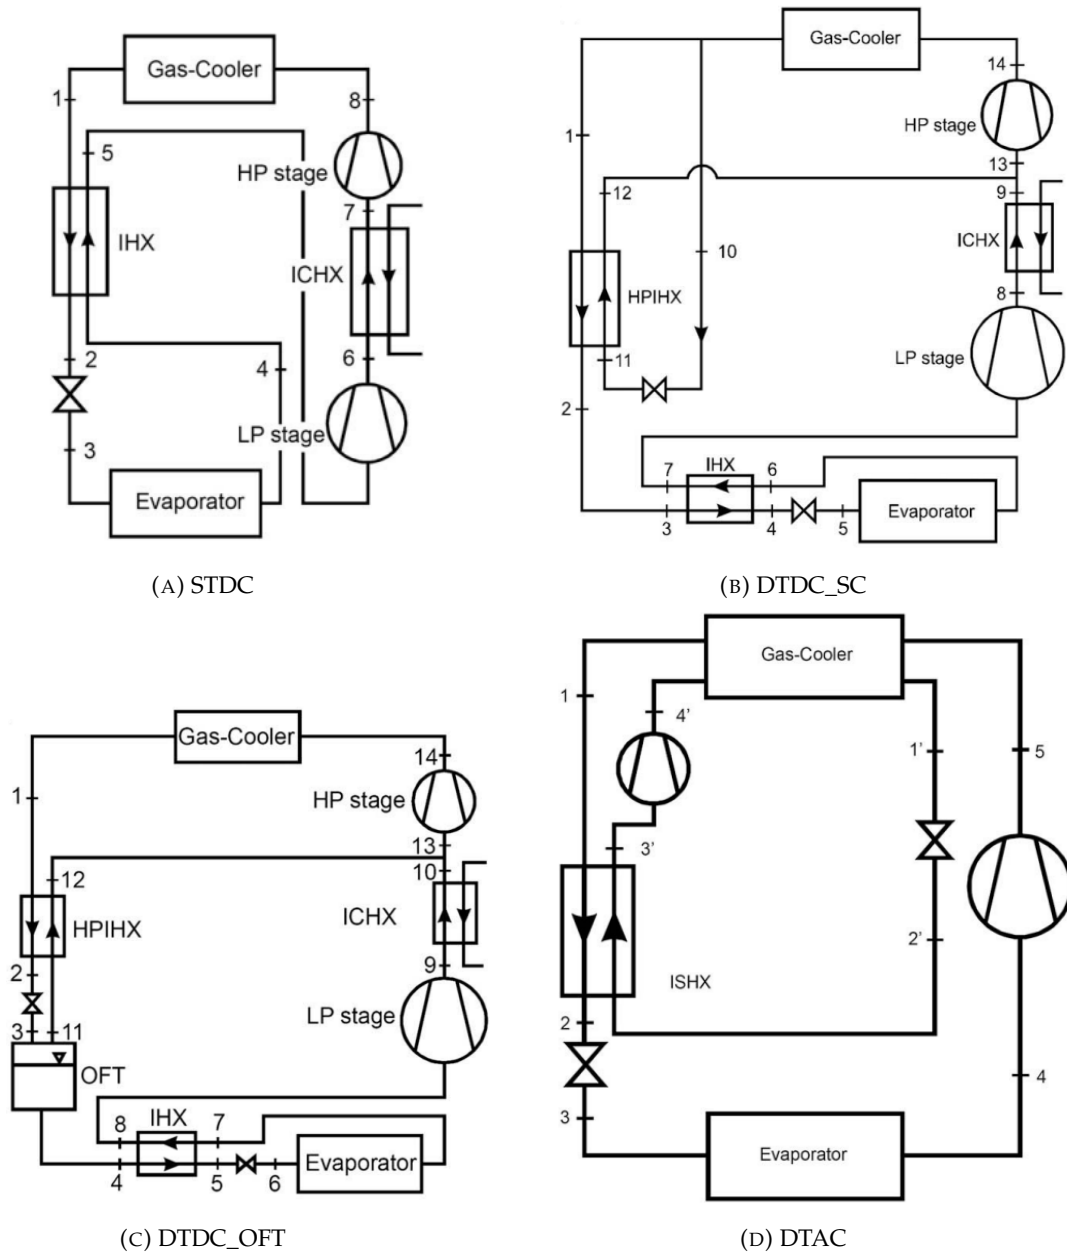 Gas-Cooler
1
8
5
HP stage
7
IHX
ICHX
2
4
6
LP stage
3
Evaporator
(A) STDC
Gas-Cooler
14
HP stage
1
13
12
9
ICHX
10
HPIHX
8
11
LP stage
2
7
IHX
6
3
4
5
Evaporator
(B) DTDC_SC
Gas-Cooler
14
1
HP stage
13
12
10
HPIHX
ICHX
2
9
3
11
LP stage
OFT
8
IHX
7
4
5
6
Evaporator
(C) DTDC_OFT
Gas-Cooler
1
4'
1'
5
3'
2'
ISHX
2
4
3
Evaporator
(D) DTAC